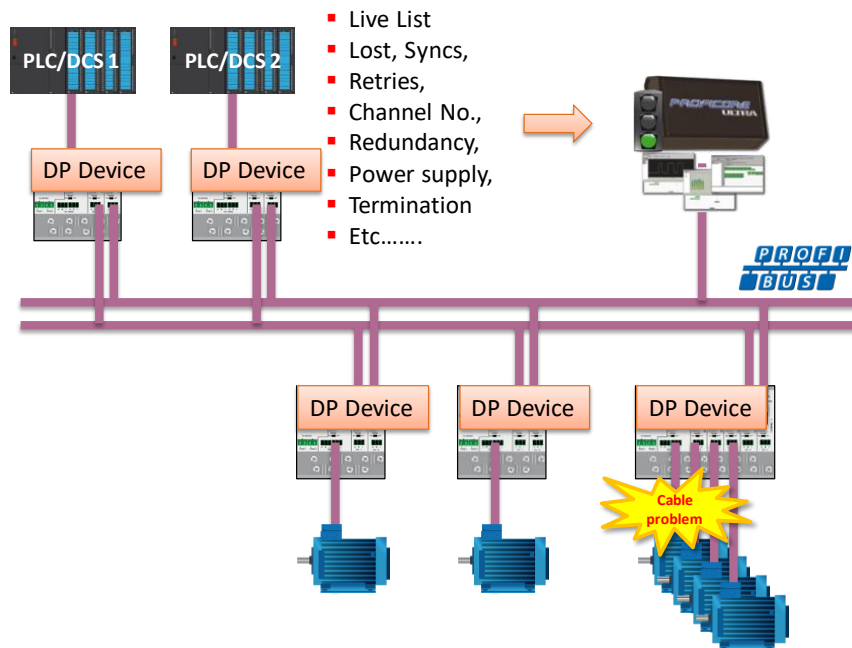 PLC/DCS 1
PLC/DCS 2
Live List
Lost, Syncs,
Retries,
Channel No.,
Redundancy,
Power supply,
Termination
Etc…….
PROFICORE
ULTRA
DP Device
DP Device
PROFI
BUS
DP Device
DP Device
DP Device
Cable
problem